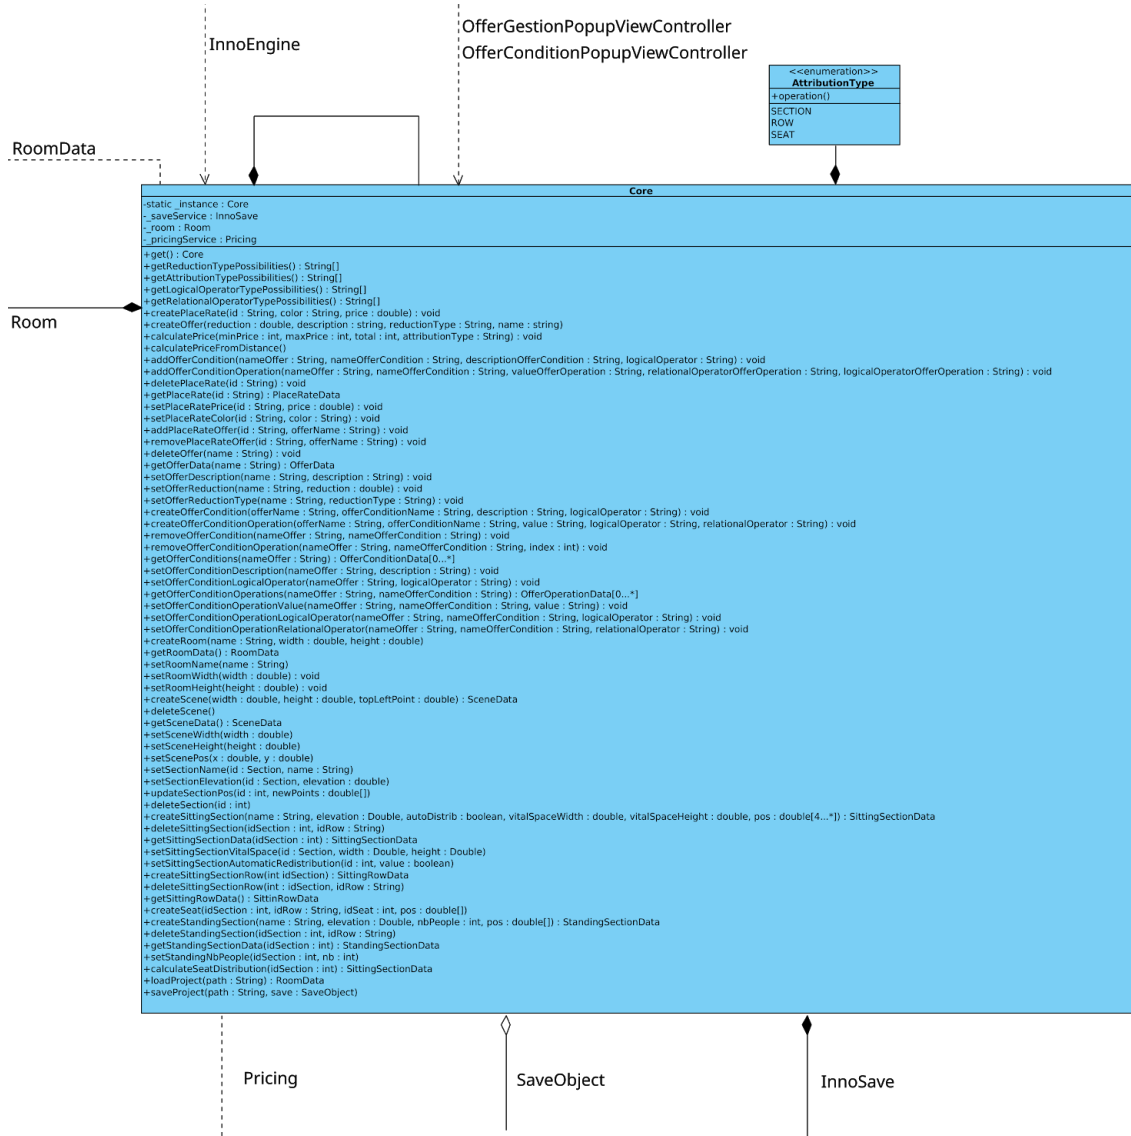 OfferGestionPopupViewController
InnoEngine
OfferConditionPopupViewController
<<enumeration>>
AttributionType
+operation()
SECTION
ROW
SEAT
RoomData
Core
-static _instance : Core
-_saveService : InnoSave
-_room : Room
-_pricingService : Pricing
+get() : Core
+getReductionTypePossibilities() : String[]
+getAttributionTypePossibilities() : String[]
+getLogicalOperatorTypePossibilities() : String[]
+getRelationalOperatorTypePossibilities() : String[]
+createPlaceRate(id : String, color : String, price : double) : void
+createOffer(reduction : double, description : string, reductionType : String, name : string)
+calculatePrice(minPrice : int, maxPrice : int, total : int, attributionType : String) : void
+calculatePriceFromDistance()
+addOfferCondition(nameOffer : String, nameOfferCondition : String, descriptionOfferCondition : String, logicalOperator : String) : void
+addOfferConditionOperation(nameOffer : String, nameOfferCondition : String, valueOfferOperation : String, relationalOperatorOfferOperation : String, logicalOperatorOfferOperation : String) : void
+deletePlaceRate(id : String) : void
+getPlaceRate(id : String) : PlaceRateData
+setPlaceRatePrice(id : String, price : double) : void
+setPlaceRateColor(id : String, color : String) : void
+addPlaceRateOffer(id : String, offerName : String) : void
+removePlaceRateOffer(id : String, offerName : String) : void
+deleteOffer(name : String) : void
+getOfferData(name : String) : OfferData
+setOfferDescription(name : String, description : String) : void
+setOfferReduction(name : String, reduction : double) : void
+setOfferReductionType(name : String, reductionType : String) : void
+createOfferCondition(offerName : String, offerConditionName : String, description : String, logicalOperator : String) : void
+createOfferConditionOperation(offerName : String, offerConditionName : String, value : String, logicalOperator : String, relationalOperator : String) : void
+removeOfferCondition(nameOffer : String, nameOfferCondition : String) : void
+removeOfferConditionOperation(nameOffer : String, nameOfferCondition : String, index : int) : void
+getOfferConditions(nameOffer : String) : OfferConditionData[0...*]
+setOfferConditionDescription(nameOffer : String, description : String) : void
+setOfferConditionLogicalOperator(nameOffer : String, logicalOperator : String) : void
+getOfferConditionOperations(nameOffer : String, nameOfferCondition : String) : OfferOperationData[0...*]
+setOfferConditionOperationValue(nameOffer : String, nameOfferCondition : String, value : String) : void
+setOfferConditionOperationLogicalOperator(nameOffer : String, nameOfferCondition : String, logicalOperator : String) : void
+setOfferConditionOperationRelationalOperator(nameOffer : String, nameOfferCondition : String, relationalOperator : String) : void
+createRoom(name : String, width : double, height : double)
+getRoomData() : RoomData
+setRoomName(name : String)
+setRoomWidth(width : double) : void
+setRoomHeight(height : double) : void
+createScene(width : double, height : double, topLeftPoint : double) : SceneData
+deleteScene()
+getSceneData() : SceneData
+setSceneWidth(width : double)
+setSceneHeight(height : double)
+setScenePos(x : double, y : double)
+setSectionName(id : Section, name : String)
+setSectionElevation(id : Section, elevation : double)
+updateSectionPos(id : int, newPoints : double[])
+deleteSection(id : int)
+createSittingSection(name : String, elevation : Double, autoDistrib : boolean, vitalSpaceWidth : double, vitalSpaceHeight : double, pos : double[4...*]) : SittingSectionData
+deleteSittingSection(idSection : int, idRow : String)
+getSittingSectionData(idSection : int) : SittingSectionData
+setSittingSectionVitalSpace(id : Section, width : Double, height : Double)
+setSittingSectionAutomaticRedistribution(id : int, value : boolean)
+createSittingSectionRow(int idSection) : SittingRowData
+deleteSittingSectionRow(int : idSection, idRow : String)
+getSittingRowData() : SittinRowData
+createSeat(idSection : int, idRow : String, idSeat : int, pos : double[])
+createStandingSection(name : String, elevation : Double, nbPeople : int, pos : double[]) : StandingSectionData
+deleteStandingSection(idSection : int, idRow : String)
+getStandingSectionData(idSection : int) : StandingSectionData
+setStandingNbPeople(idSection : int, nb : int)
+calculateSeatDistribution(idSection : int) : SittingSectionData
+loadProject(path : String) : RoomData
+saveProject(path : String, save : SaveObject)
Room
Pricing
SaveObject
InnoSave